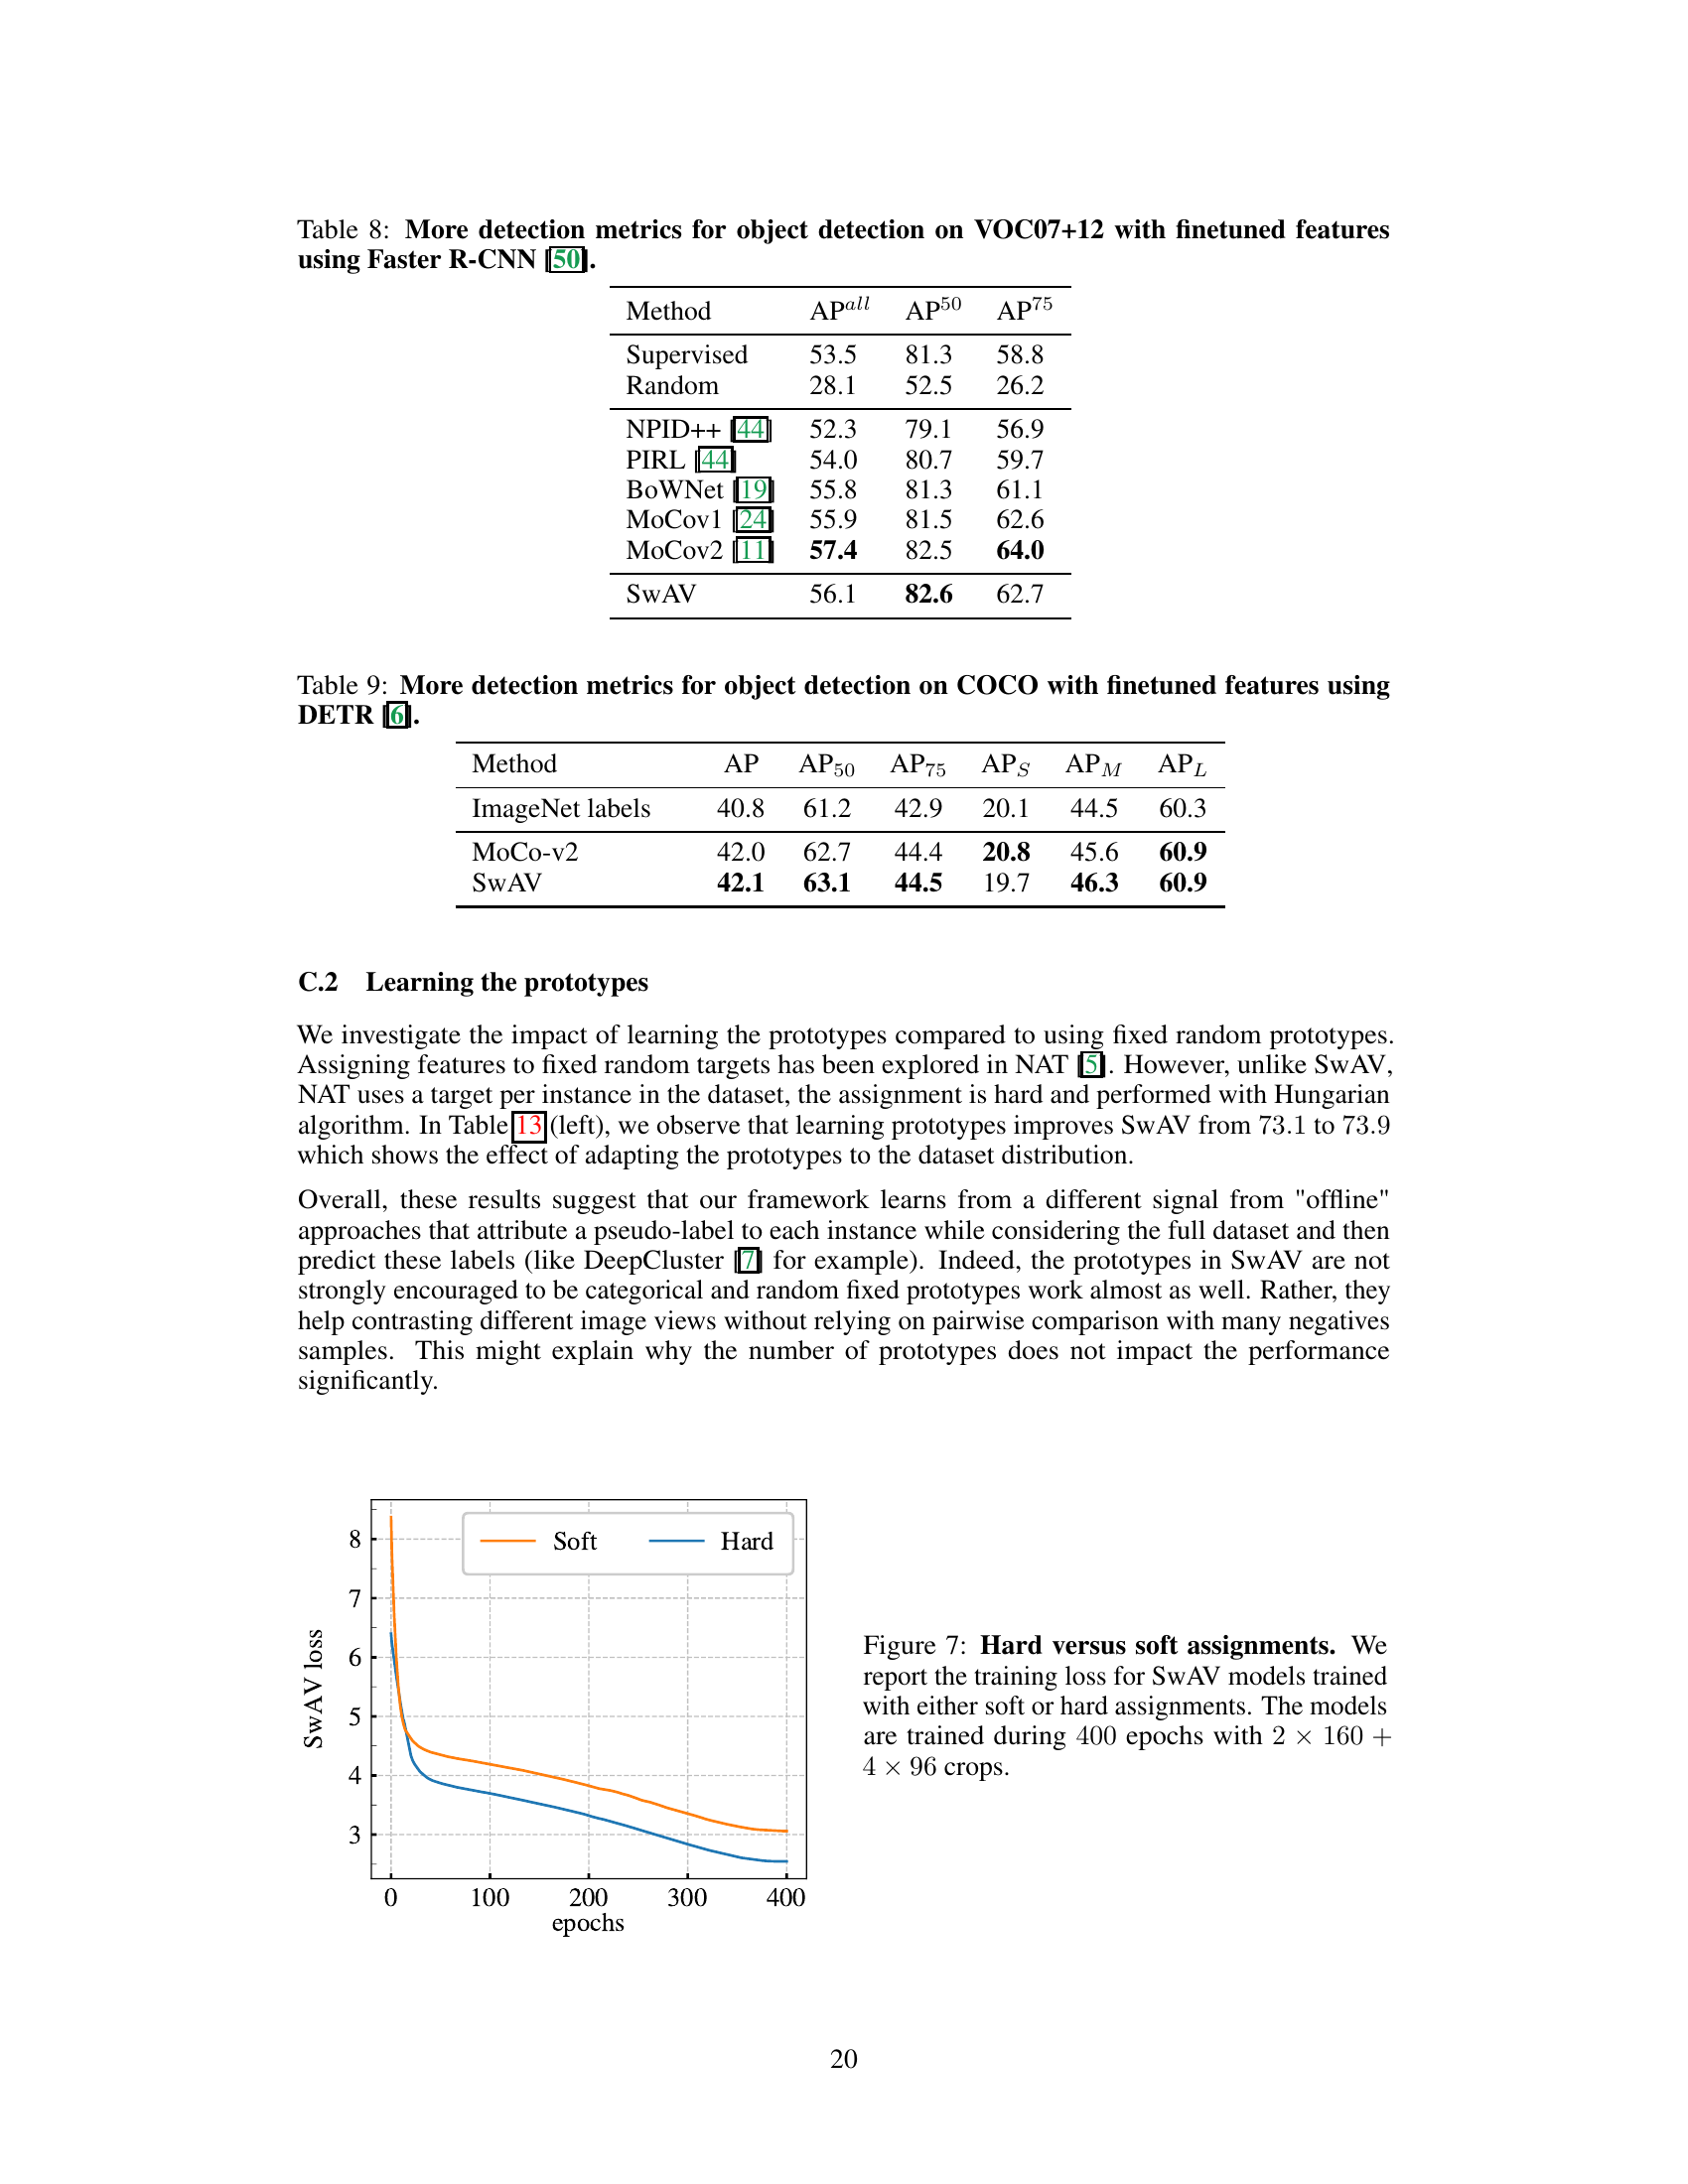 Table 8: More detection metrics for object detection on VOC07+12 with finetuned features
using Faster R-CNN [50].
Method AP^all AP^50 AP^75
Supervised 53.5 81.3 58.8
Random 28.1 52.5 26.2
NPID++ [44] 52.3 79.1 56.9
PIRL [44] 54.0 80.7 59.7
BoWNet [19] 55.8 81.3 61.1
MoCov1 [24] 55.9 81.5 62.6
MoCov2 [11] 57.4 82.5 64.0
SwAV 56.1 82.6 62.7
Table 9: More detection metrics for object detection on COCO with finetuned features using
DETR [6].
Method AP AP_50 AP_75 AP_S AP_M AP_L
ImageNet labels 40.8 61.2 42.9 20.1 44.5 60.3
MoCo-v2 42.0 62.7 44.4 20.8 45.6 60.9
SwAV 42.1 63.1 44.5 19.7 46.3 60.9
C.2 Learning the prototypes
We investigate the impact of learning the prototypes compared to using fixed random prototypes.
Assigning features to fixed random targets has been explored in NAT [5]. However, unlike SwAV,
NAT uses a target per instance in the dataset, the assignment is hard and performed with Hungarian
algorithm. In Table 13 (left), we observe that learning prototypes improves SwAV from 73.1 to 73.9
which shows the effect of adapting the prototypes to the dataset distribution.
Overall, these results suggest that our framework learns from a different signal from "offline"
approaches that attribute a pseudo-label to each instance while considering the full dataset and then
predict these labels (like DeepCluster [7] for example). Indeed, the prototypes in SwAV are not
strongly encouraged to be categorical and random fixed prototypes work almost as well. Rather, they
help contrasting different image views without relying on pairwise comparison with many negatives
samples. This might explain why the number of prototypes does not impact the performance
significantly.
Soft Hard
8
7
6
5
4
3
SwAV loss
0 100 200 300 400
epochs
Figure 7: Hard versus soft assignments. We
report the training loss for SwAV models trained
with either soft or hard assignments. The models
are trained during 400 epochs with 2 × 160 +
4 × 96 crops.
20